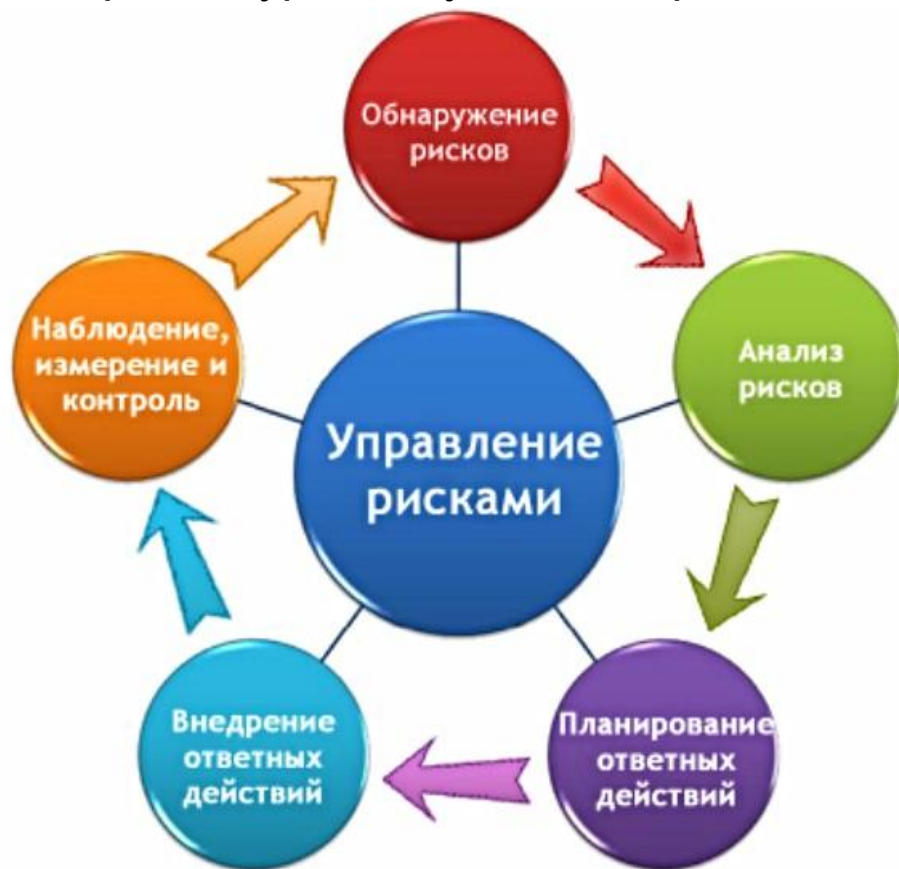 Обнаружение
рисков
Анализ
рисков
Планирование
ответных
действий
Внедрение
ответных
действий
Наблюдение,
измерение и
контроль
Управление
рисками